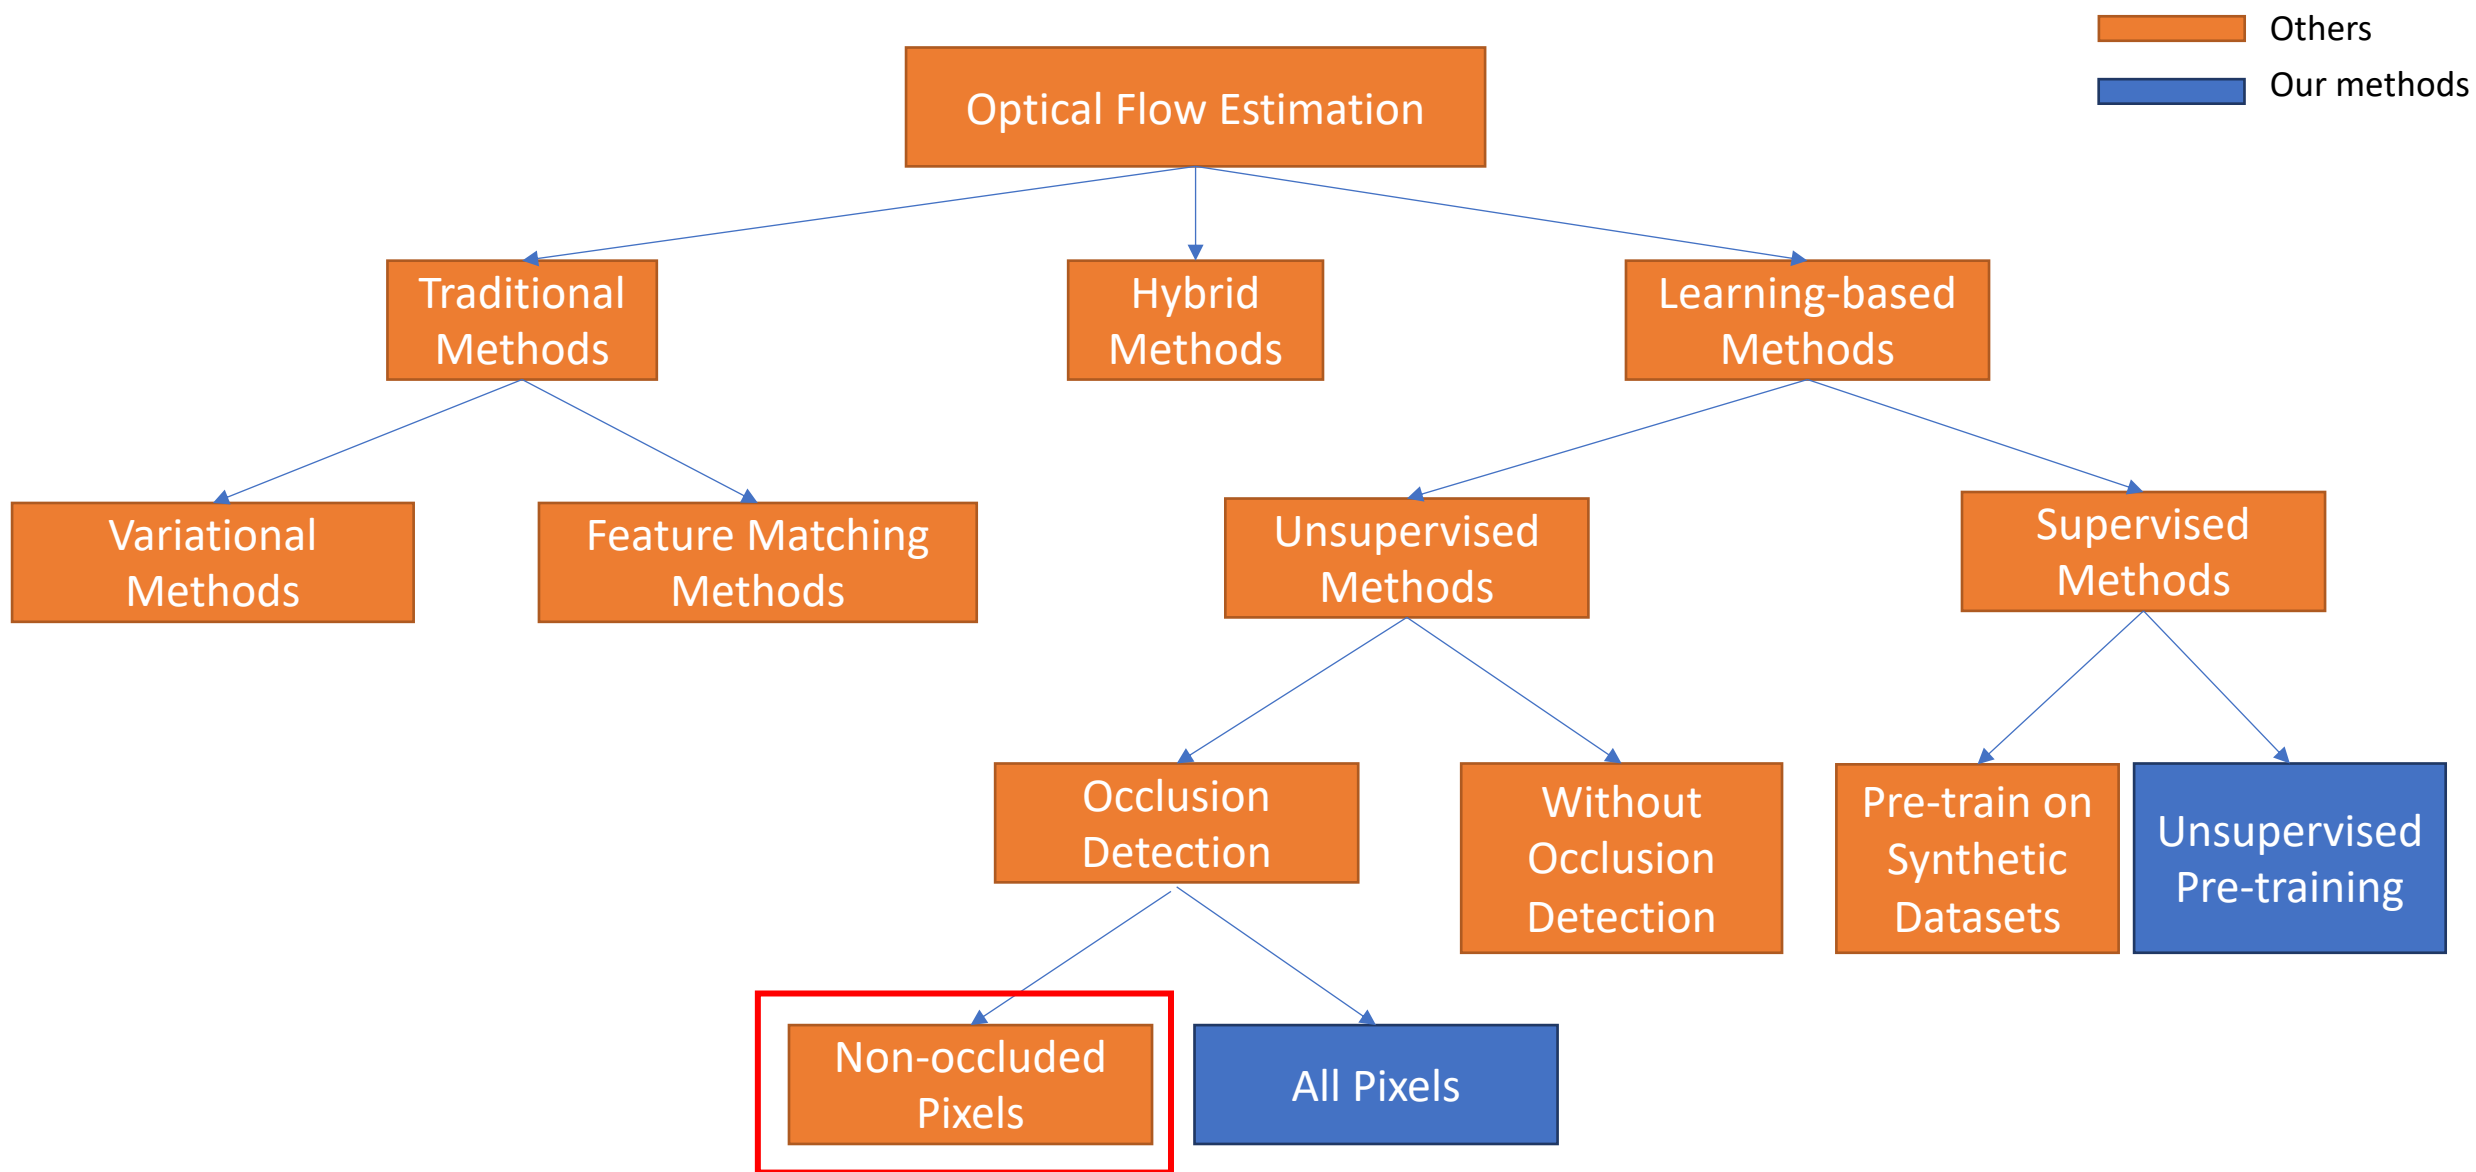 Others
Our methods
Optical Flow Estimation
Traditional
Methods
Hybrid
Methods
Learning-based
Methods
Variational
Methods
Feature Matching
Methods
Unsupervised
Methods
Supervised
Methods
Occlusion
Detection
Without
Occlusion
Detection
Pre-train on
Synthetic
Datasets
Unsupervised
Pre-training
Non-occluded
Pixels
All Pixels